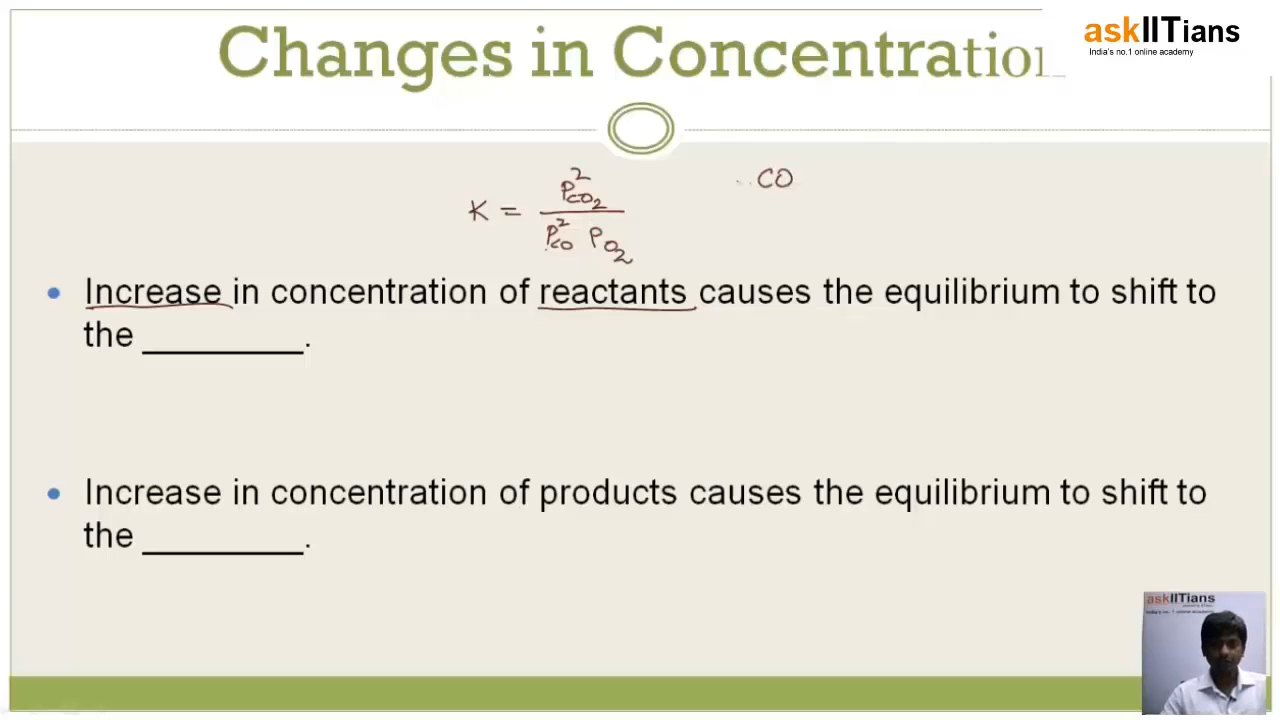 Changes in Concentration
askIITians
India's no.1 online academy
K = P²CO₂ / P²CO PO₂
CO
• Increase in concentration of reactants causes the equilibrium to shift to
the _________.
• Increase in concentration of products causes the equilibrium to shift to
the _________.
askIITians